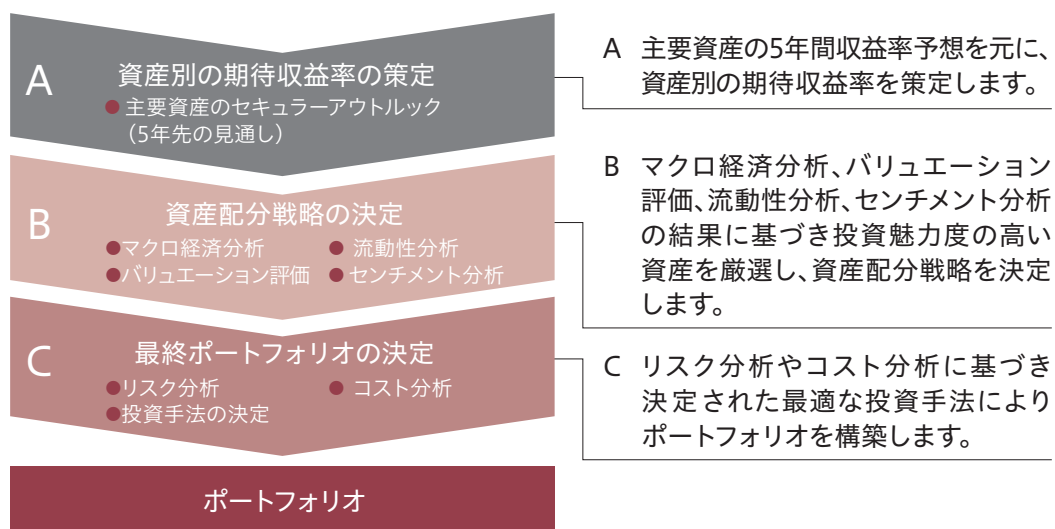 A
資産別の期待収益率の策定
● 主要資産のセキュラーアウトルック
（5年先の見通し）
A 主要資産の5年間収益率予想を元に、
資産別の期待収益率を策定します。
B
資産配分戦略の決定
●マクロ経済分析 ● 流動性分析
●バリュエーション評価 ● センチメント分析
B マクロ経済分析、バリュエーション
評価、流動性分析、センチメント分析
の結果に基づき投資魅力度の高い
資産を厳選し、資産配分戦略を決定
します。
C
最終ポートフォリオの決定
●リスク分析 ● コスト分析
●投資手法の決定
C リスク分析やコスト分析に基づき
決定された最適な投資手法により
ポートフォリオを構築します。
ポートフォリオ